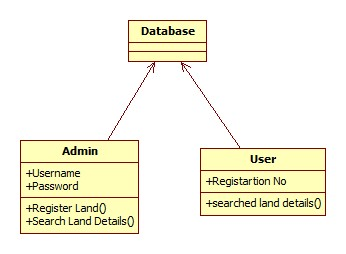 Database
Admin
+Username
+Password
+Register Land()
+Search Land Details()
User
+Registartion No
+searched land details()